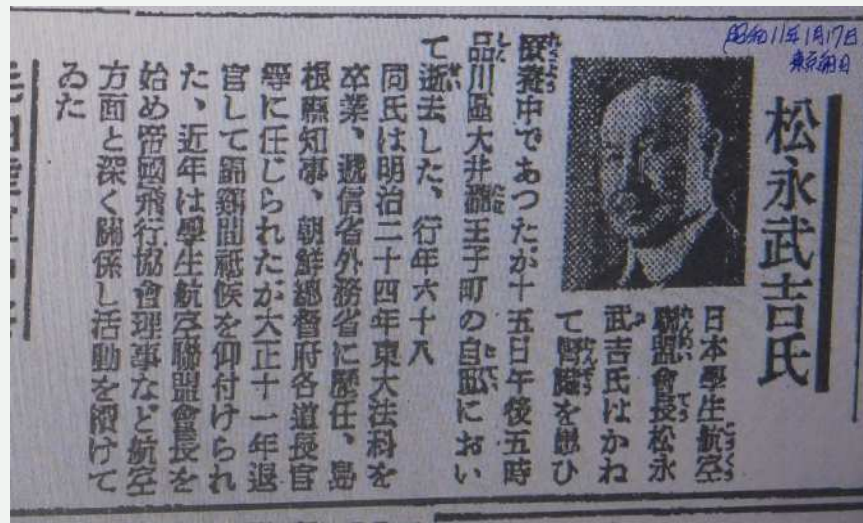 昭和11年1月17日
東京朝日
松永武吉氏
日本學生航空
聯盟會長松永
武吉氏はかね
て腎臓を患ひ
療養中であつたが十五日午後五時
品川區大井瀧王子町の自邸におい
て逝去した、行年六十八
同氏は明治二十四年東大法科を
卒業、遞信省外務省に歴任、島
根縣知事、朝鮮總督府各道長官
等に任じられたが大正十一年退
官して錦鷄間祗候を仰付けられ
た、近年は學生航空聯盟會長を
始め帝國飛行協會理事など航空
方面と深く關係し活動を續けて
ゐた